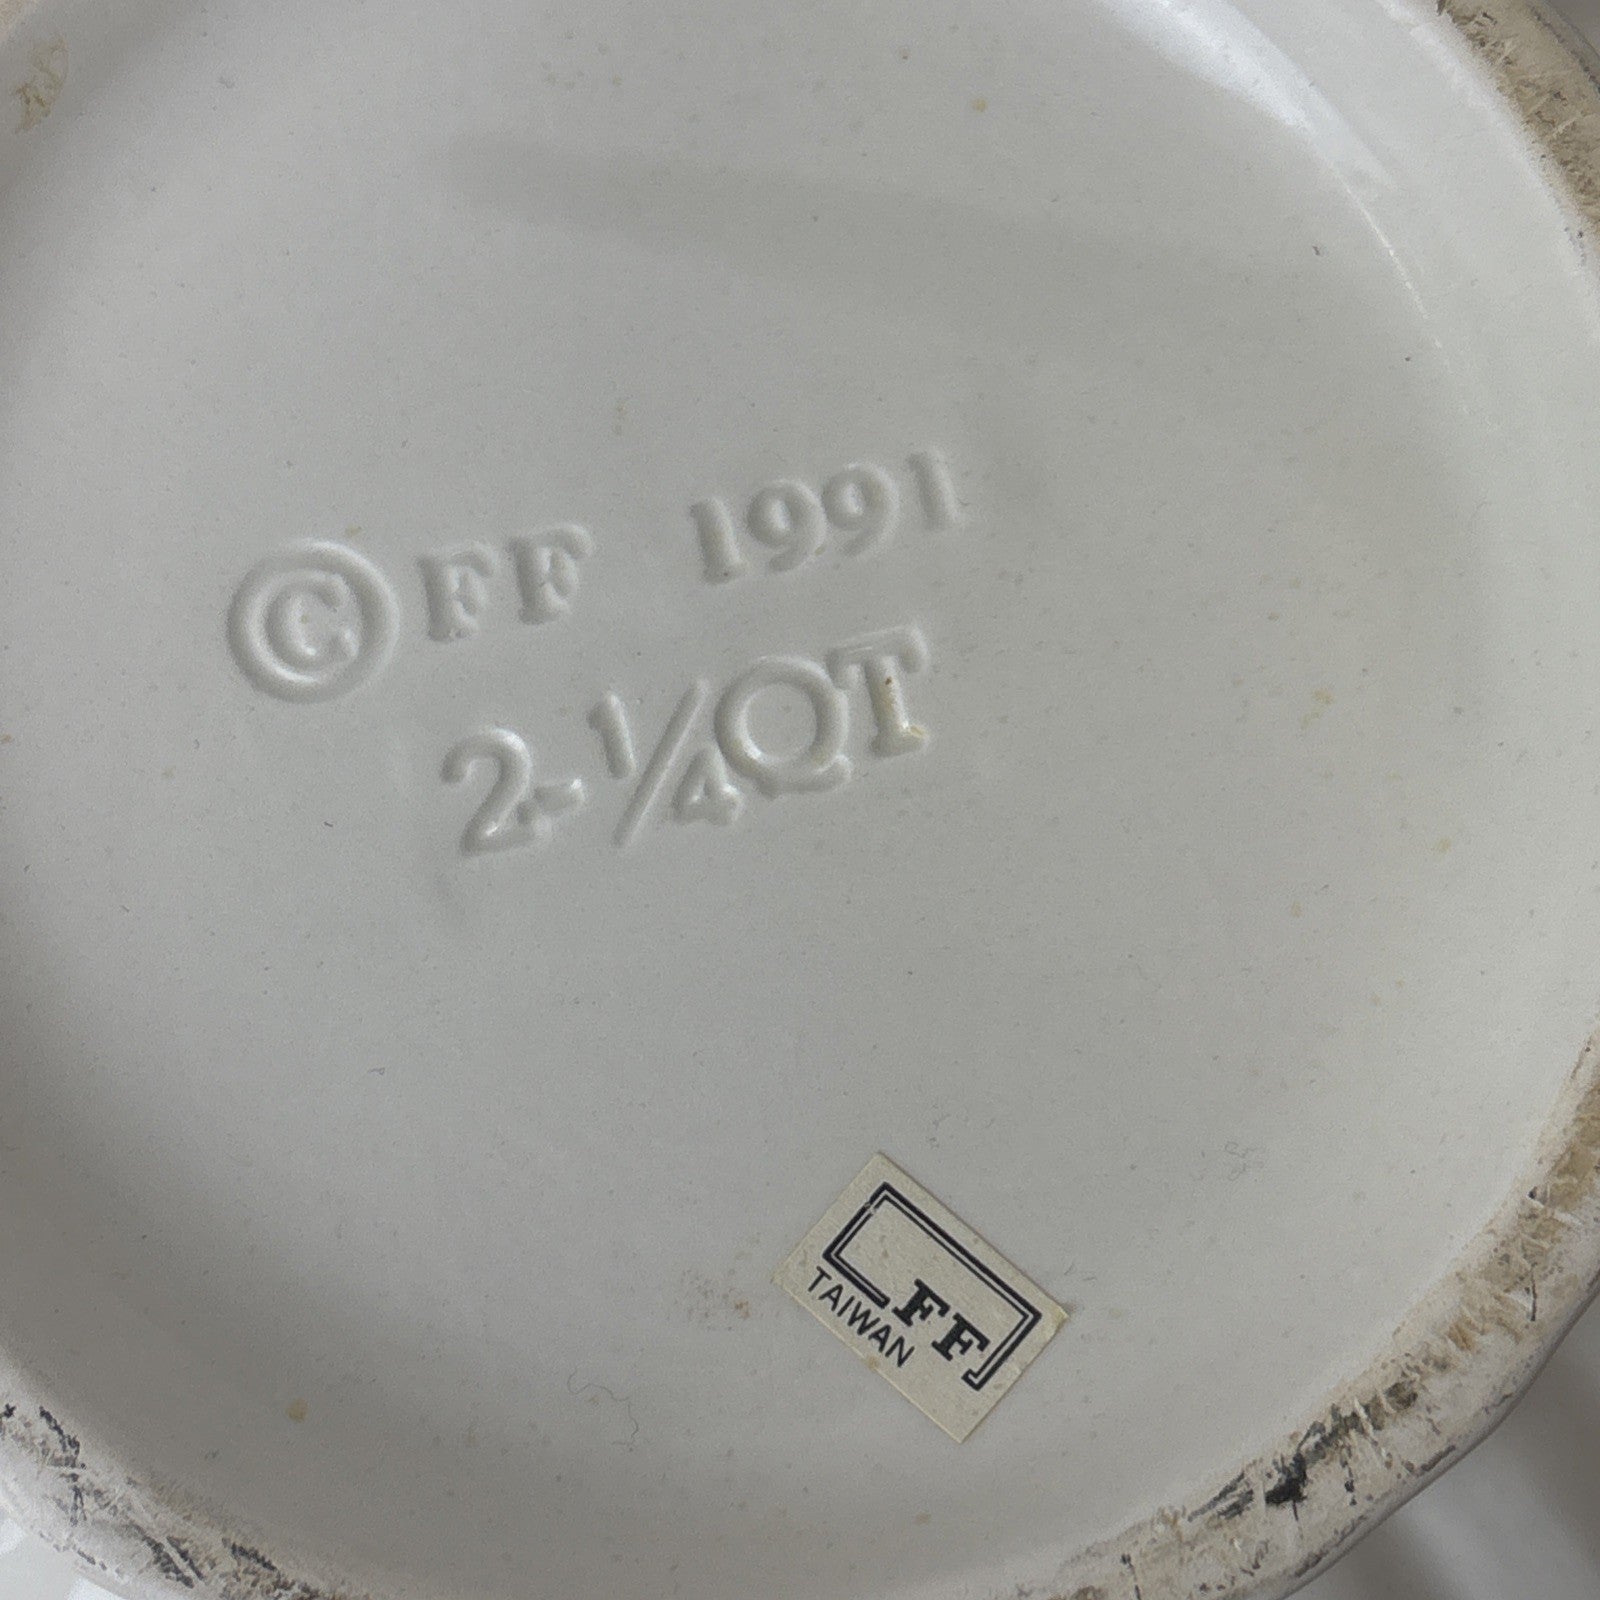 ©FF 1991
2-1/4QT
FF
TAIWAN